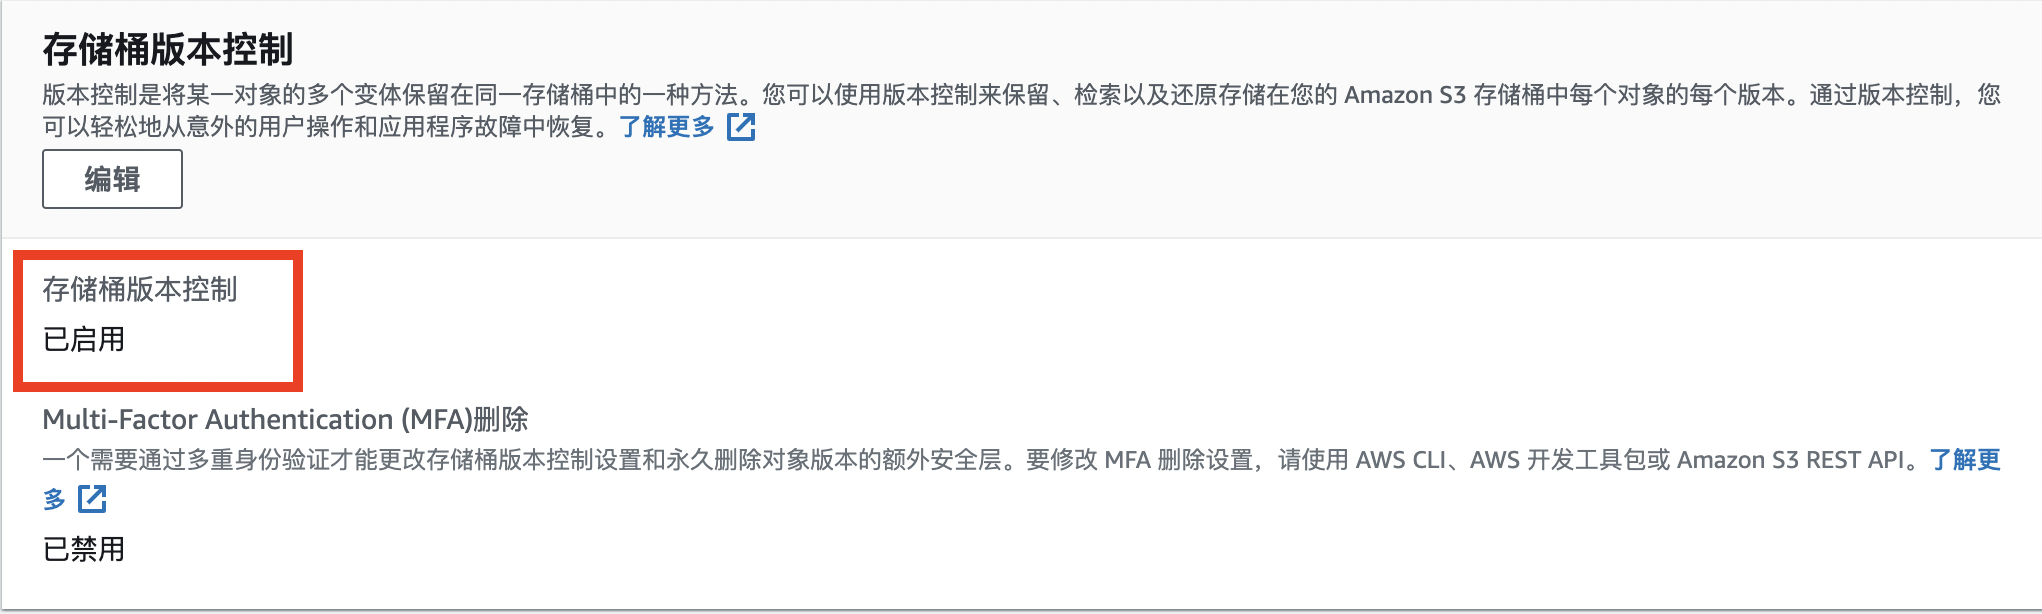 存储桶版本控制
版本控制是将某一对象的多个变体保留在同一存储桶中的一种方法。您可以使用版本控制来保留、检索以及还原存储在您的 Amazon S3 存储桶中每个对象的每个版本。通过版本控制，您
可以轻松地从意外的用户操作和应用程序故障中恢复。了解更多
编辑
存储桶版本控制
已启用
Multi-Factor Authentication (MFA)删除
一个需要通过多重身份验证才能更改存储桶版本控制设置和永久删除对象版本的额外安全层。要修改 MFA 删除设置，请使用 AWS CLI、AWS 开发工具包或 Amazon S3 REST API。了解更
多
已禁用